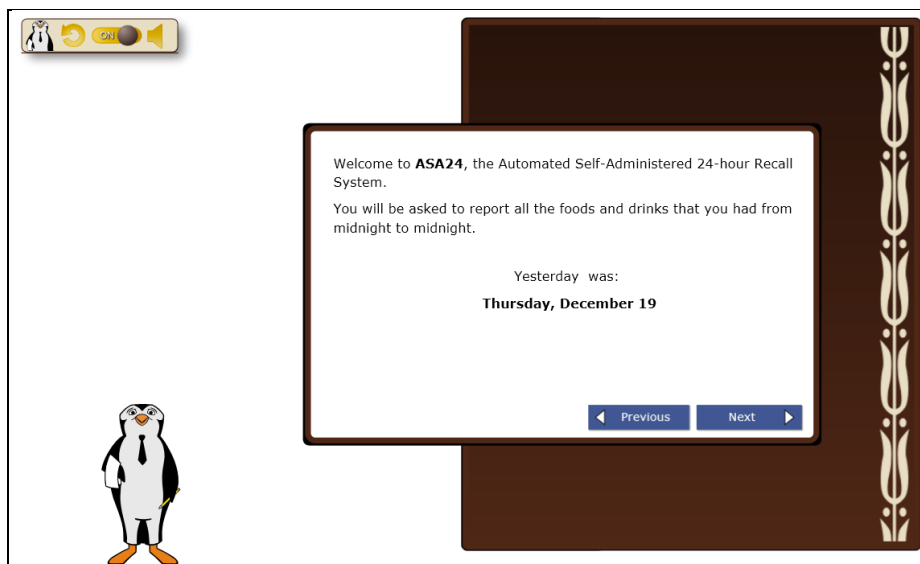 ON
Welcome to ASA24, the Automated Self-Administered 24-hour Recall
System.
You will be asked to report all the foods and drinks that you had from
midnight to midnight.
Yesterday was:
Thursday, December 19
Previous
Next